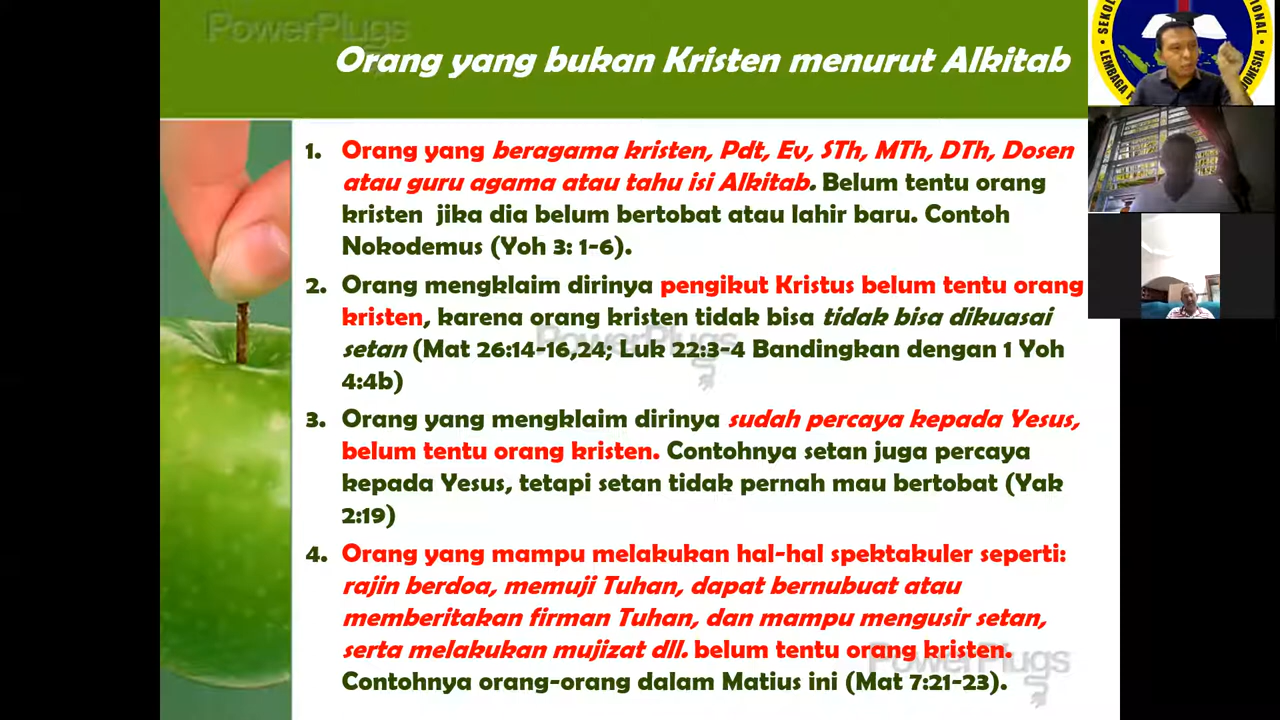 PowerPlugs
Orang yang bukan Kristen menurut Alkitab
1. Orang yang beragama kristen, Pdt, Ev, STh, MTh, DTh, Dosen
atau guru agama atau tahu isi Alkitab. Belum tentu orang
kristen jika dia belum bertobat atau lahir baru. Contoh
Nokodemus (Yoh 3: 1-6).
2. Orang mengklaim dirinya pengikut Kristus belum tentu orang
kristen, karena orang kristen tidak bisa tidak bisa dikuasai
setan (Mat 26:14-16,24; Luk 22:3-4 Bandingkan dengan 1 Yoh
4:4b)
PowerPlugs
3. Orang yang mengklaim dirinya sudah percaya kepada Yesus,
belum tentu orang kristen. Contohnya setan juga percaya
kepada Yesus, tetapi setan tidak pernah mau bertobat (Yak
2:19)
4. Orang yang mampu melakukan hal-hal spektakuler seperti:
rajin berdoa, memuji Tuhan, dapat bernubuat atau
memberitakan firman Tuhan, dan mampu mengusir setan,
serta melakukan mujizat dll. belum tentu orang kristen.
Contohnya orang-orang dalam Matius ini (Mat 7:21-23).
PowerPlugs
LEMBAGA